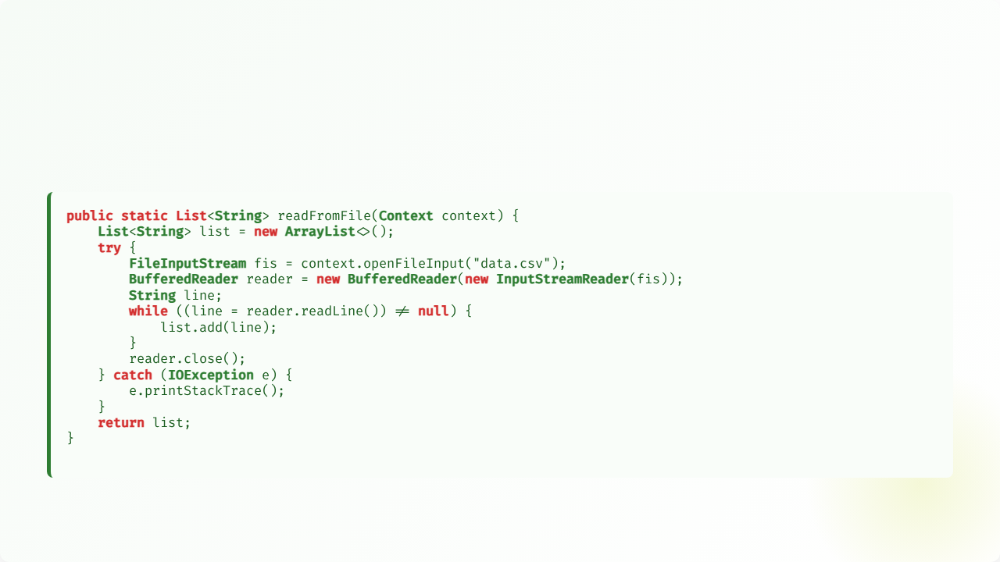 public static List<String> readFromFile(Context context) {
    List<String> list = new ArrayList<>();
    try {
        FileInputStream fis = context.openFileInput("data.csv");
        BufferedReader reader = new BufferedReader(new InputStreamReader(fis));
        String line;
        while ((line = reader.readLine()) != null) {
            list.add(line);
        }
        reader.close();
    } catch (IOException e) {
        e.printStackTrace();
    }
    return list;
}